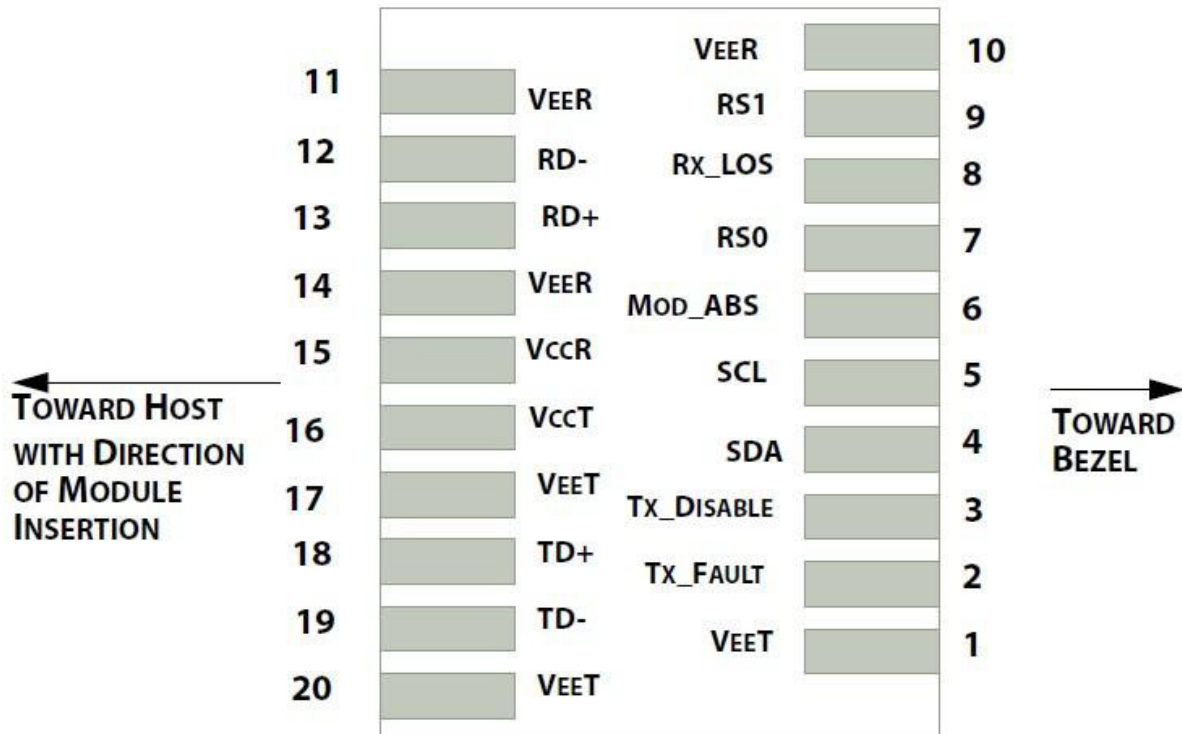 VEER 10
11 VEER
RS1 9
12 RD-
RX_LOS 8
13 RD+
RS0 7
14 VEER
MOD_ABS 6
15 VCCR
SCL 5
TOWARD HOST
WITH DIRECTION
OF MODULE
INSERTION
TOWARD
BEZEL
16 VCCT
SDA 4
17 VEET
TX_DISABLE 3
18 TD+
TX_FAULT 2
19 TD-
VEET 1
20 VEET